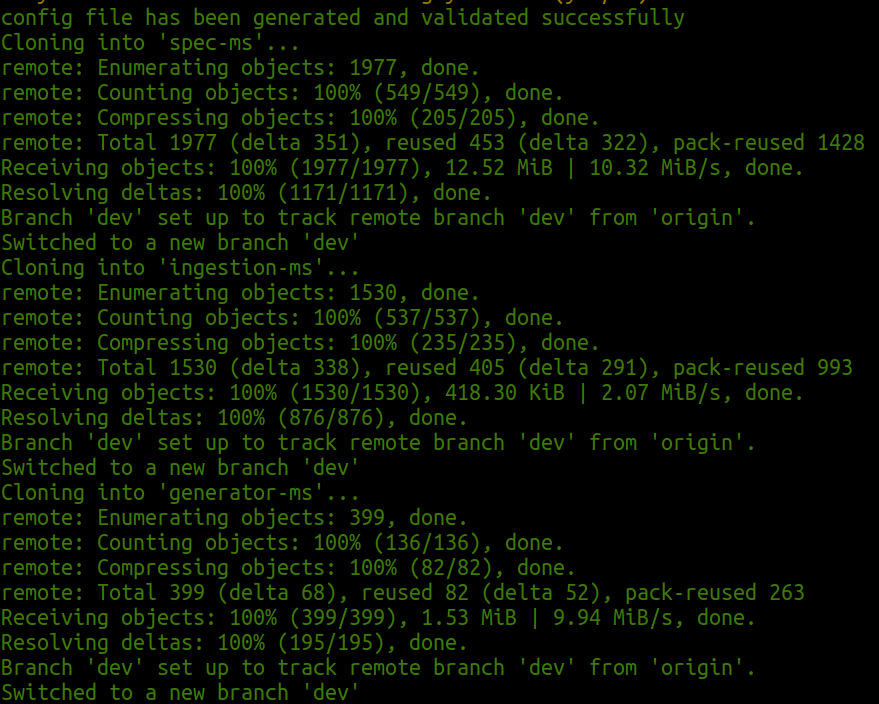 config file has been generated and validated successfully
Cloning into 'spec-ms'...
remote: Enumerating objects: 1977, done.
remote: Counting objects: 100% (549/549), done.
remote: Compressing objects: 100% (205/205), done.
remote: Total 1977 (delta 351), reused 453 (delta 322), pack-reused 1428
Receiving objects: 100% (1977/1977), 12.52 MiB | 10.32 MiB/s, done.
Resolving deltas: 100% (1171/1171), done.
Branch 'dev' set up to track remote branch 'dev' from 'origin'.
Switched to a new branch 'dev'
Cloning into 'ingestion-ms'...
remote: Enumerating objects: 1530, done.
remote: Counting objects: 100% (537/537), done.
remote: Compressing objects: 100% (235/235), done.
remote: Total 1530 (delta 338), reused 405 (delta 291), pack-reused 993
Receiving objects: 100% (1530/1530), 418.30 KiB | 2.07 MiB/s, done.
Resolving deltas: 100% (876/876), done.
Branch 'dev' set up to track remote branch 'dev' from 'origin'.
Switched to a new branch 'dev'
Cloning into 'generator-ms'...
remote: Enumerating objects: 399, done.
remote: Counting objects: 100% (136/136), done.
remote: Compressing objects: 100% (82/82), done.
remote: Total 399 (delta 68), reused 82 (delta 52), pack-reused 263
Receiving objects: 100% (399/399), 1.53 MiB | 9.94 MiB/s, done.
Resolving deltas: 100% (195/195), done.
Branch 'dev' set up to track remote branch 'dev' from 'origin'.
Switched to a new branch 'dev'